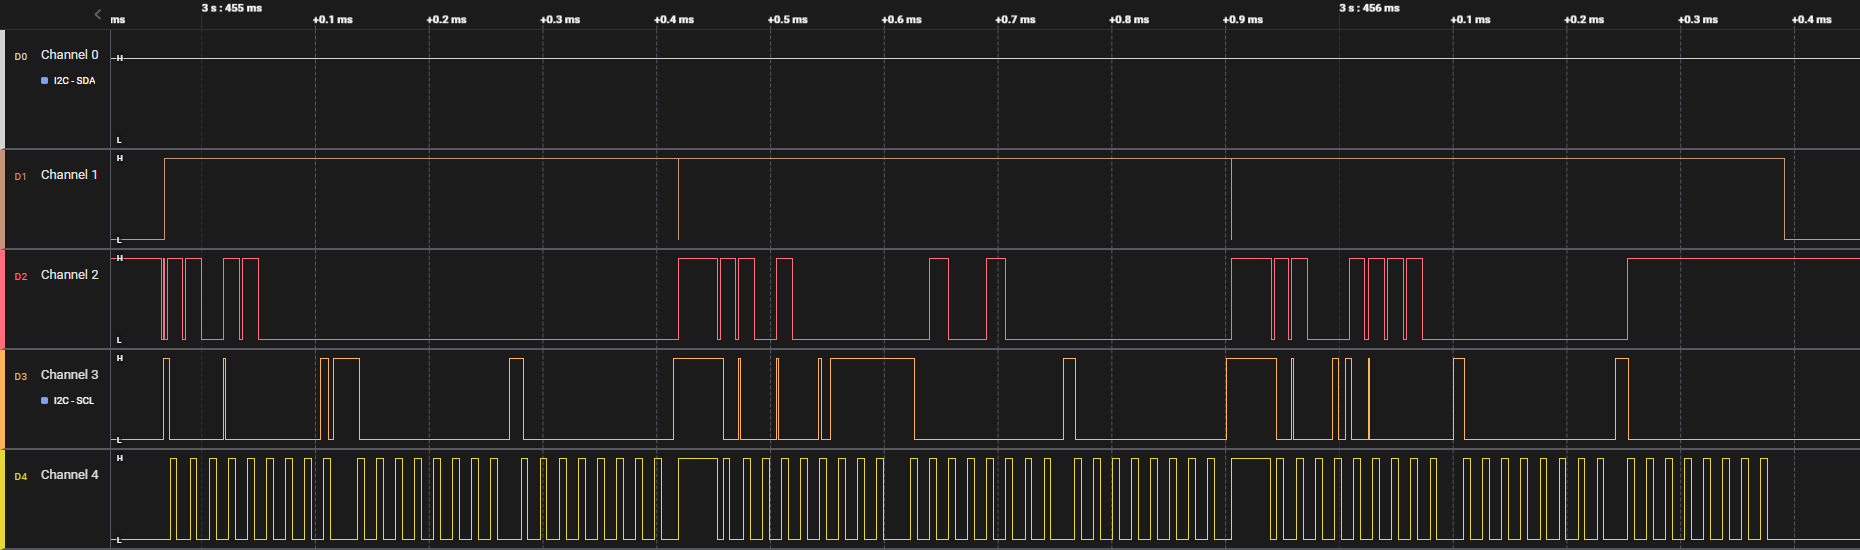 3 s : 455 ms
3 s : 456 ms
ms
+0.1 ms
+0.2 ms
+0.3 ms
+0.4 ms
+0.5 ms
+0.6 ms
+0.7 ms
+0.8 ms
+0.9 ms
+0.1 ms
+0.2 ms
+0.3 ms
+0.4 ms
D0
Channel 0
I2C - SDA
H
L
D1
Channel 1
H
L
D2
Channel 2
H
L
D3
Channel 3
I2C - SCL
H
L
D4
Channel 4
H
L